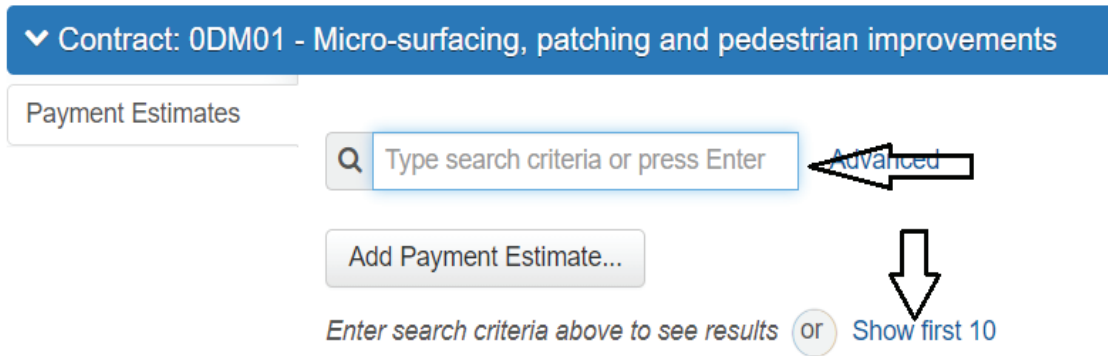 Contract: 0DM01 - Micro-surfacing, patching and pedestrian improvements
Payment Estimates
Type search criteria or press Enter
Advanced
Add Payment Estimate...
Enter search criteria above to see results or Show first 10